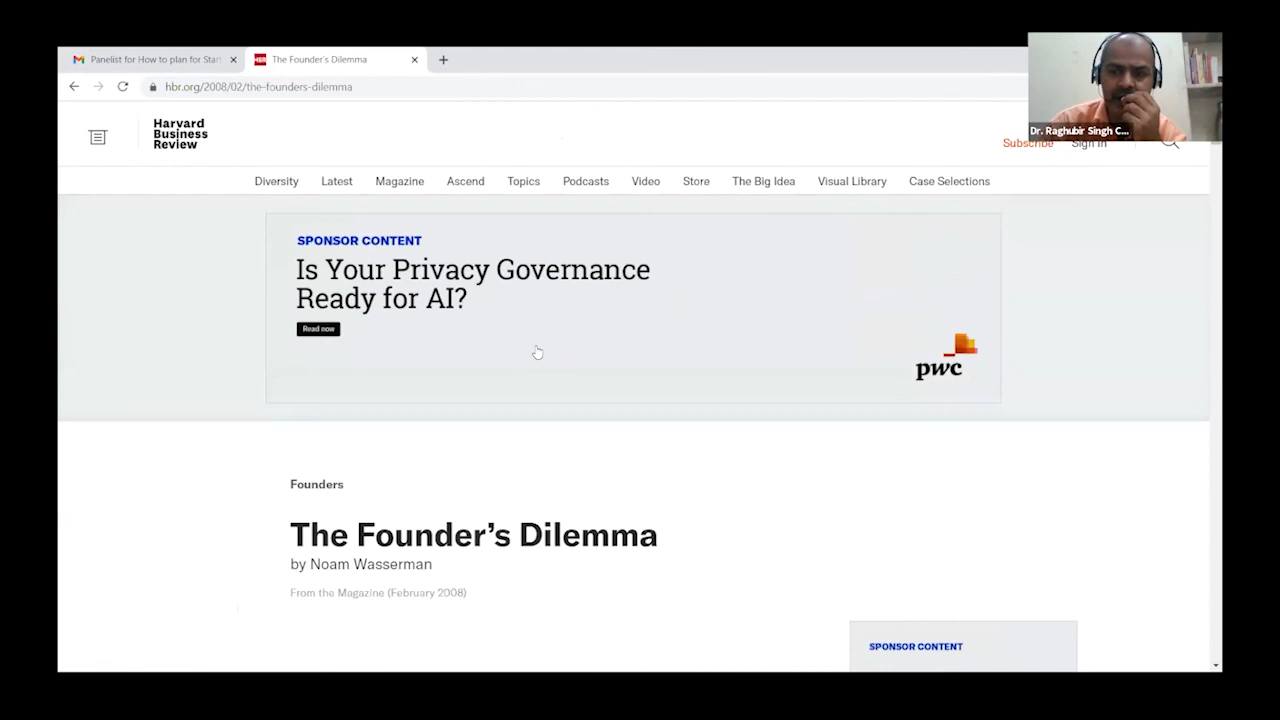 Panelist for How to plan for Start
The Founder's Dilemma
hbr.org/2008/02/the-founders-dilemma
Dr. Raghubir Singh C...
Harvard
Business
Review
Subscribe
Sign In
Diversity
Latest
Magazine
Ascend
Topics
Podcasts
Video
Store
The Big Idea
Visual Library
Case Selections
SPONSOR CONTENT
Is Your Privacy Governance
Ready for AI?
Read now
pwc
Founders
The Founder’s Dilemma
by Noam Wasserman
From the Magazine (February 2008)
SPONSOR CONTENT